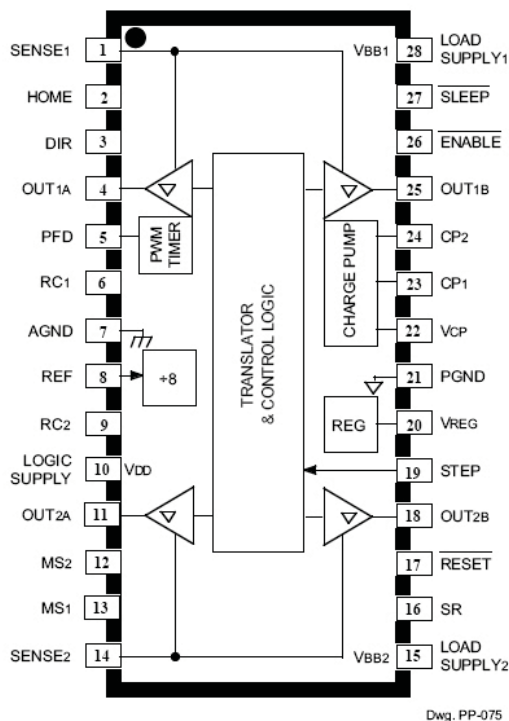 SENSE1 1
HOME 2
DIR 3
OUT1A 4
PFD 5
RC1 6
AGND 7
REF 8
RC2 9
LOGIC
SUPPLY 10 VDD
OUT2A 11
MS2 12
MS1 13
SENSE2 14
PWM
TIMER
÷8
TRANSLATOR
& CONTROL LOGIC
CHARGE PUMP
REG
VBB1 28 LOAD
SUPPLY1
27 SLEEP
26 ENABLE
25 OUT1B
24 CP2
23 CP1
22 VCP
21 PGND
20 VREG
19 STEP
18 OUT2B
17 RESET
16 SR
VBB2 15 LOAD
SUPPLY2
Dwg. PP-075